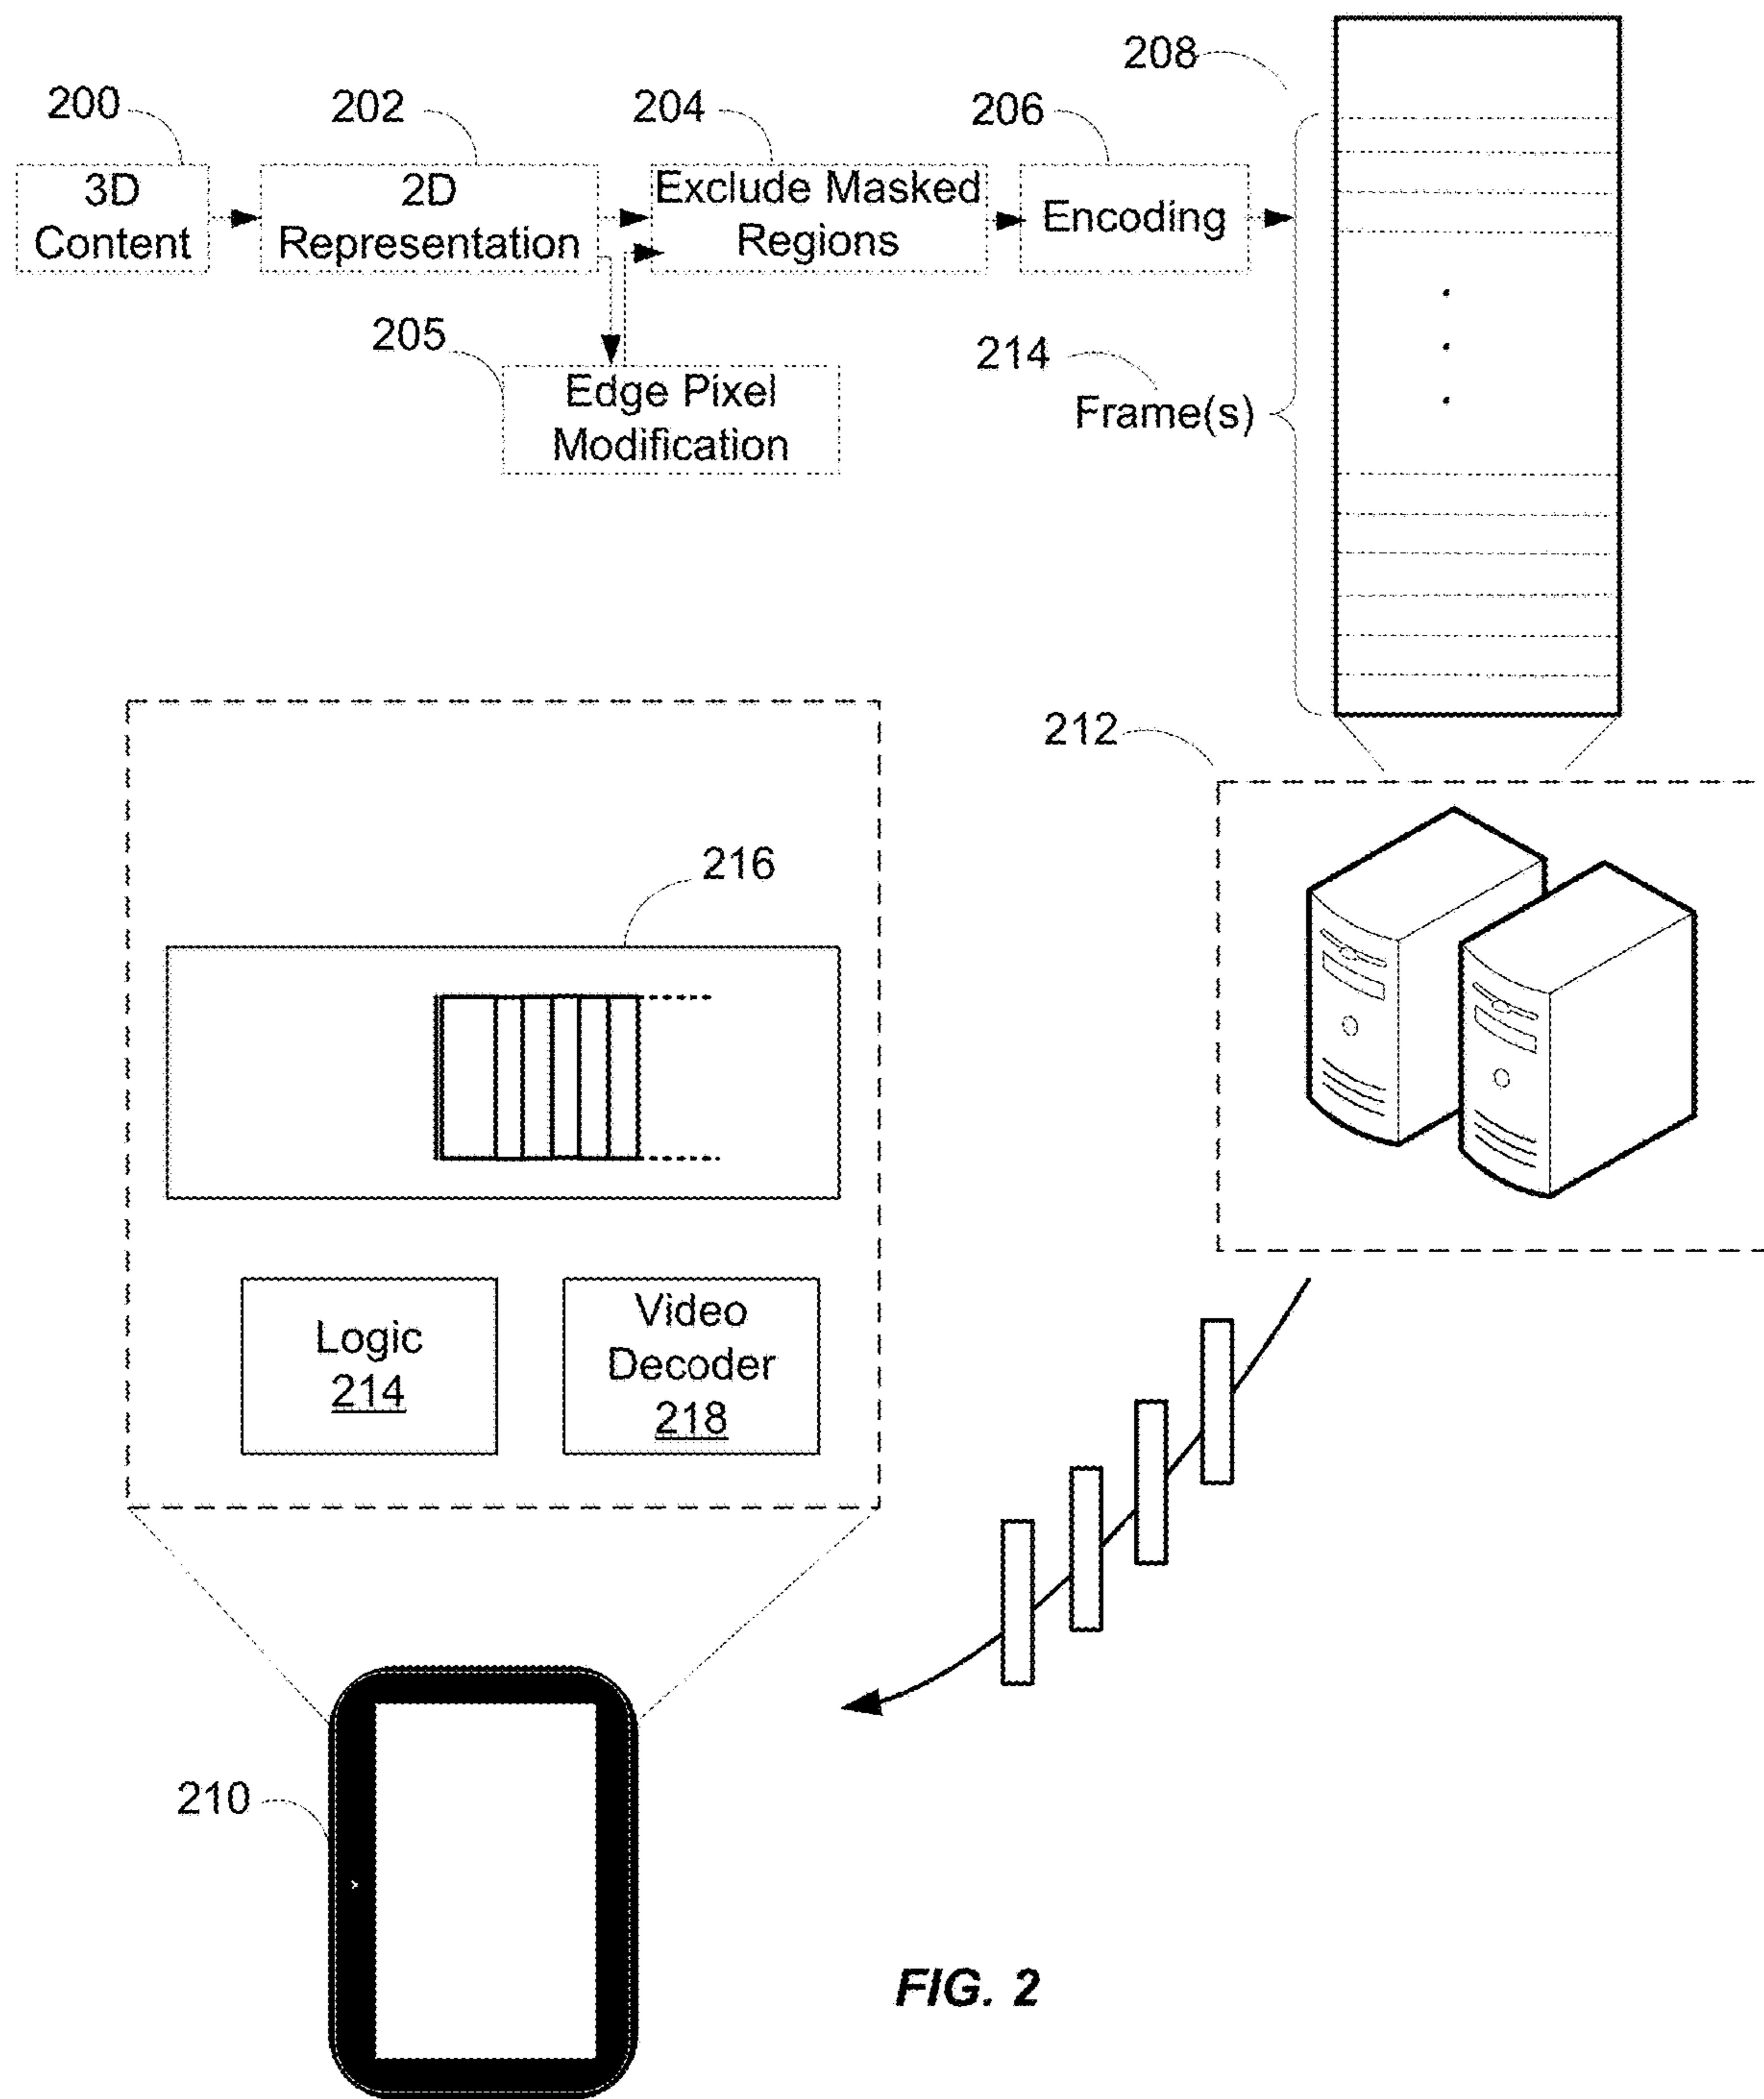 208
200
202
204
206
3D
Content
2D
Representation
Exclude Masked
Regions
Encoding
205
Edge Pixel
Modification
214
Frame(s)
212
216
Logic
214
Video
Decoder
218
210
FIG. 2